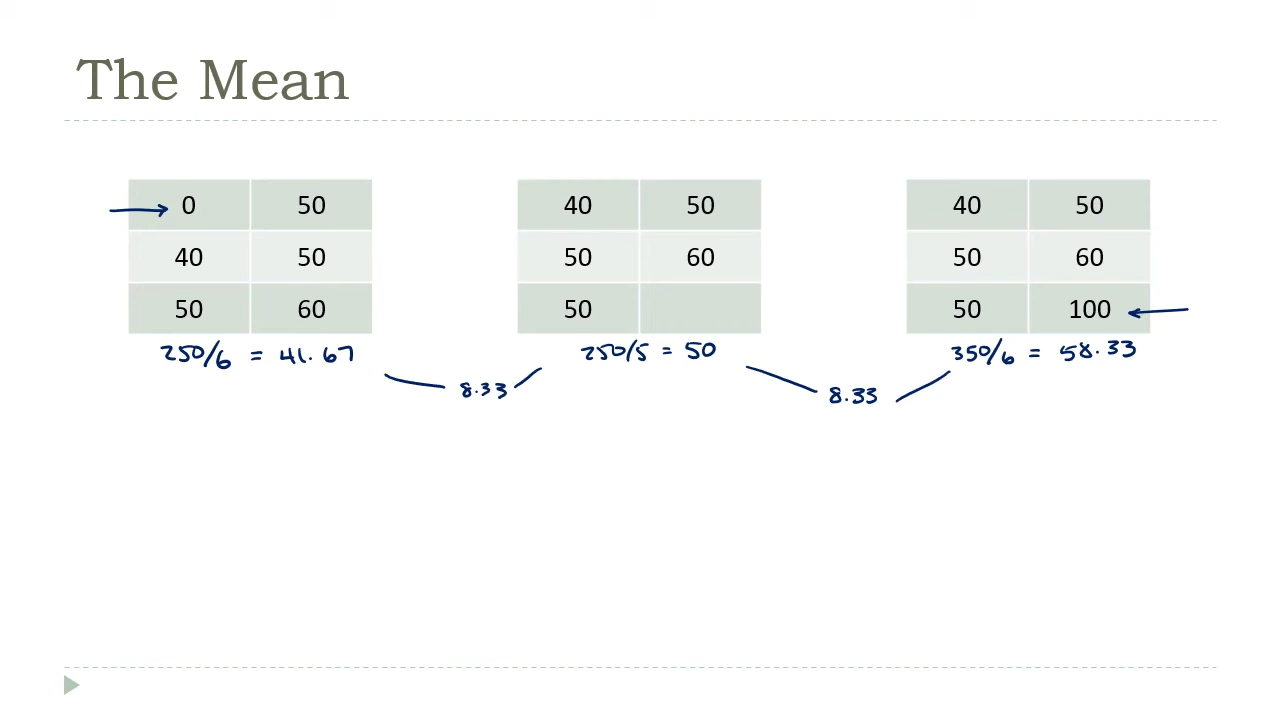 The Mean
0 50 40 50 40 50
40 50 50 60 50 60
50 60 50 50 100
250/6 = 41.67 250/5 = 50 350/6 = 58.33
8.33 8.33